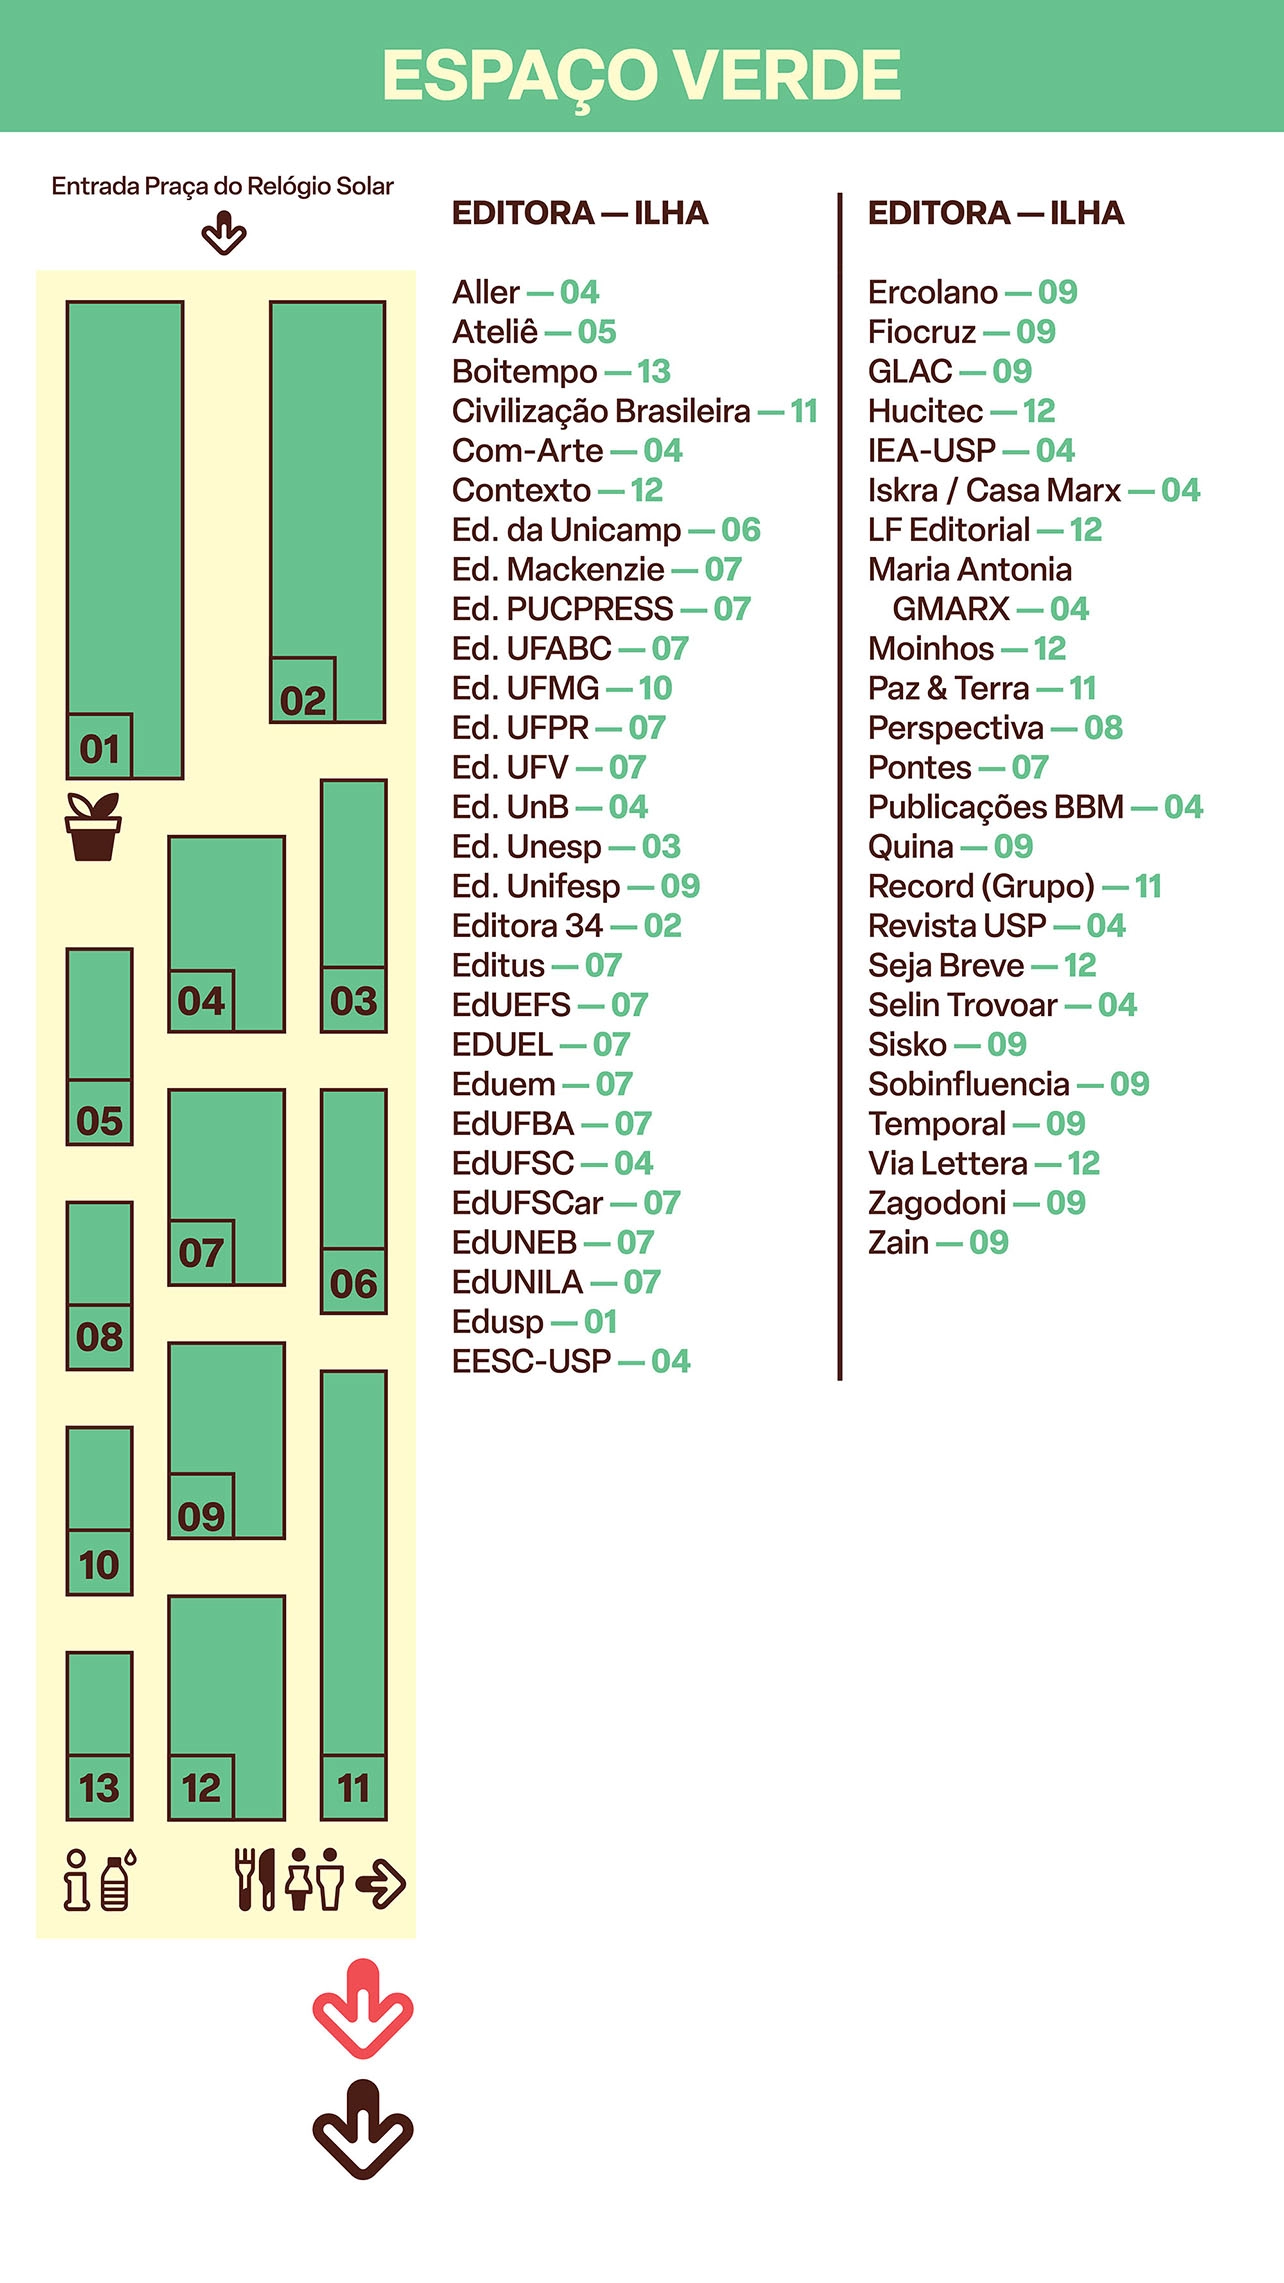 ESPAÇO VERDE
Entrada Praça do Relógio Solar
01
02
03
04
05
06
07
08
09
10
11
12
13
EDITORA — ILHA
Aller — 04
Ateliê — 05
Boitempo — 13
Civilização Brasileira — 11
Com-Arte — 04
Contexto — 12
Ed. da Unicamp — 06
Ed. Mackenzie — 07
Ed. PUCPRESS — 07
Ed. UFABC — 07
Ed. UFMG — 10
Ed. UFPR — 07
Ed. UFV — 07
Ed. UnB — 04
Ed. Unesp — 03
Ed. Unifesp — 09
Editora 34 — 02
Editus — 07
EdUEFS — 07
EDUEL — 07
Eduem — 07
EdUFBA — 07
EdUFSC — 04
EdUFSCar — 07
EdUNEB — 07
EdUNILA — 07
Edusp — 01
EESC-USP — 04
EDITORA — ILHA
Ercolano — 09
Fiocruz — 09
GLAC — 09
Hucitec — 12
IEA-USP — 04
Iskra / Casa Marx — 04
LF Editorial — 12
Maria Antonia
GMARX — 04
Moinhos — 12
Paz & Terra — 11
Perspectiva — 08
Pontes — 07
Publicações BBM — 04
Quina — 09
Record (Grupo) — 11
Revista USP — 04
Seja Breve — 12
Selin Trovoar — 04
Sisko — 09
Sobinfluencia — 09
Temporal — 09
Via Lettera — 12
Zagodoni — 09
Zain — 09